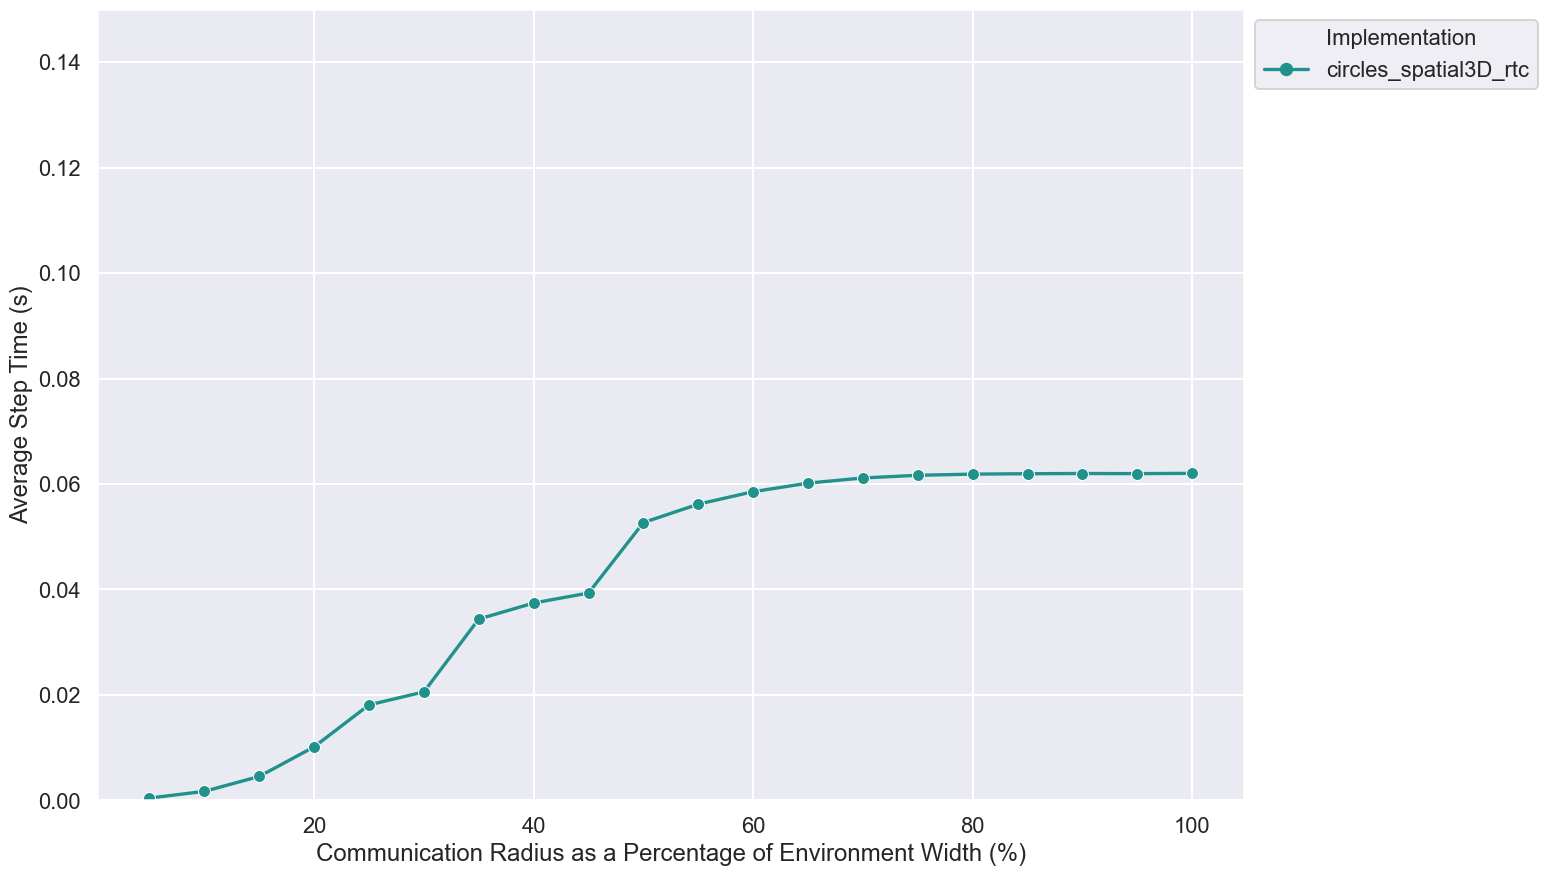 Implementation
circles_spatial3D_rtc
Average Step Time (s)
0.14
0.12
0.10
0.08
0.06
0.04
0.02
0.00
20 40 60 80 100
Communication Radius as a Percentage of Environment Width (%)